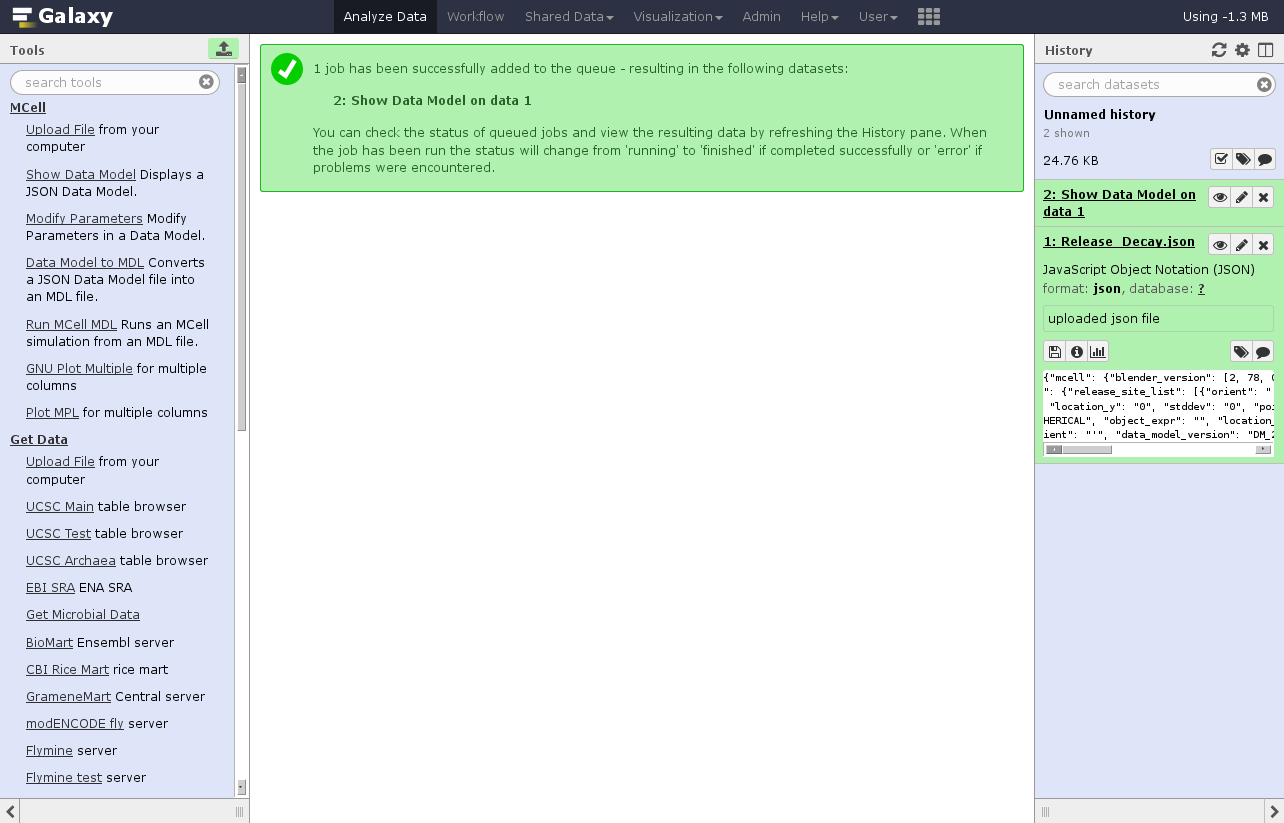 Galaxy
Analyze Data
Workflow
Shared Data
Visualization
Admin
Help
User
Using -1.3 MB
Tools
search tools
MCell
Upload File from your
computer
Show Data Model Displays a
JSON Data Model.
Modify Parameters Modify
Parameters in a Data Model.
Data Model to MDL Converts
a JSON Data Model file into
an MDL file.
Run MCell MDL Runs an MCell
simulation from an MDL file.
GNU Plot Multiple for multiple
columns
Plot MPL for multiple columns
Get Data
Upload File from your
computer
UCSC Main table browser
UCSC Test table browser
UCSC Archaea table browser
EBI SRA ENA SRA
Get Microbial Data
BioMart Ensembl server
CBI Rice Mart rice mart
GrameneMart Central server
modENCODE fly server
Flymine server
Flymine test server
1 job has been successfully added to the queue - resulting in the following datasets:
2: Show Data Model on data 1
You can check the status of queued jobs and view the resulting data by refreshing the History pane. When
the job has been run the status will change from 'running' to 'finished' if completed successfully or 'error' if
problems were encountered.
History
search datasets
Unnamed history
2 shown
24.76 KB
2: Show Data Model on
data 1
1: Release_Decay.json
JavaScript Object Notation (JSON)
format: json, database: ?
uploaded json file
{"mcell": {"blender_version": [2, 78,
": {"release_site_list": [{"orient": "
"location_y": "0", "stddev": "0", "poi
HERICAL", "object_expr": "", "location_
ient": "'", "data_model_version": "DM_2